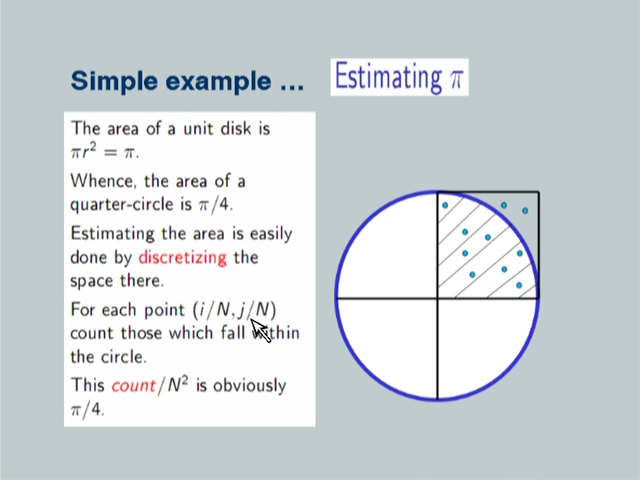 Simple example ... Estimating π
The area of a unit disk is
πr² = π.
Whence, the area of a
quarter-circle is π/4.
Estimating the area is easily
done by discretizing the
space there.
For each point (i/N, j/N)
count those which fall within
the circle.
This count/N² is obviously
π/4.